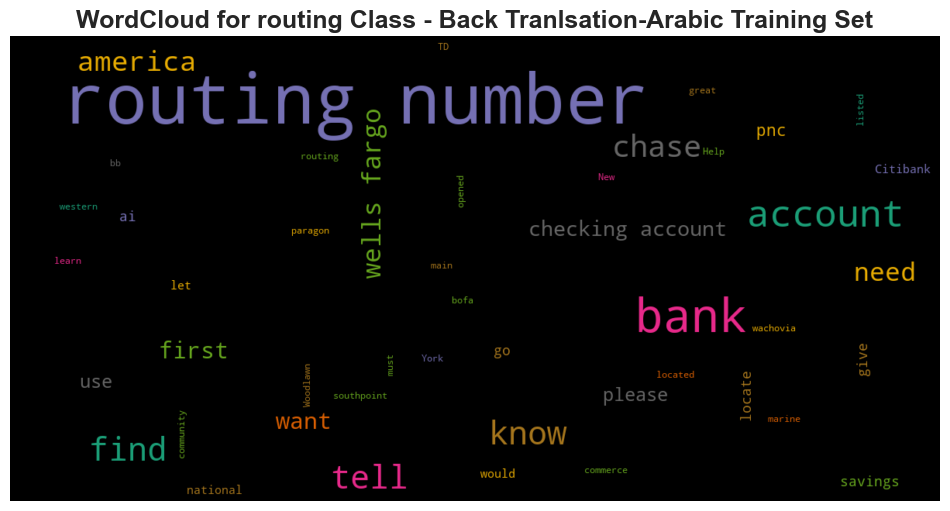 WordCloud for routing Class - Back Tranlsation-Arabic Training Set
TD
america
routing number
great
listed
wells fargo
pnc
chase
Help
routing
bb
Citibank
New
opened
western
ai
account
paragon
checking account
learn
main
need
let
bofa
bank
wachovia
first
York
go
give
must
use
located
locate
Woodlawn
southpoint
please
community
want
marine
know
find
tell
would
commerce
savings
national